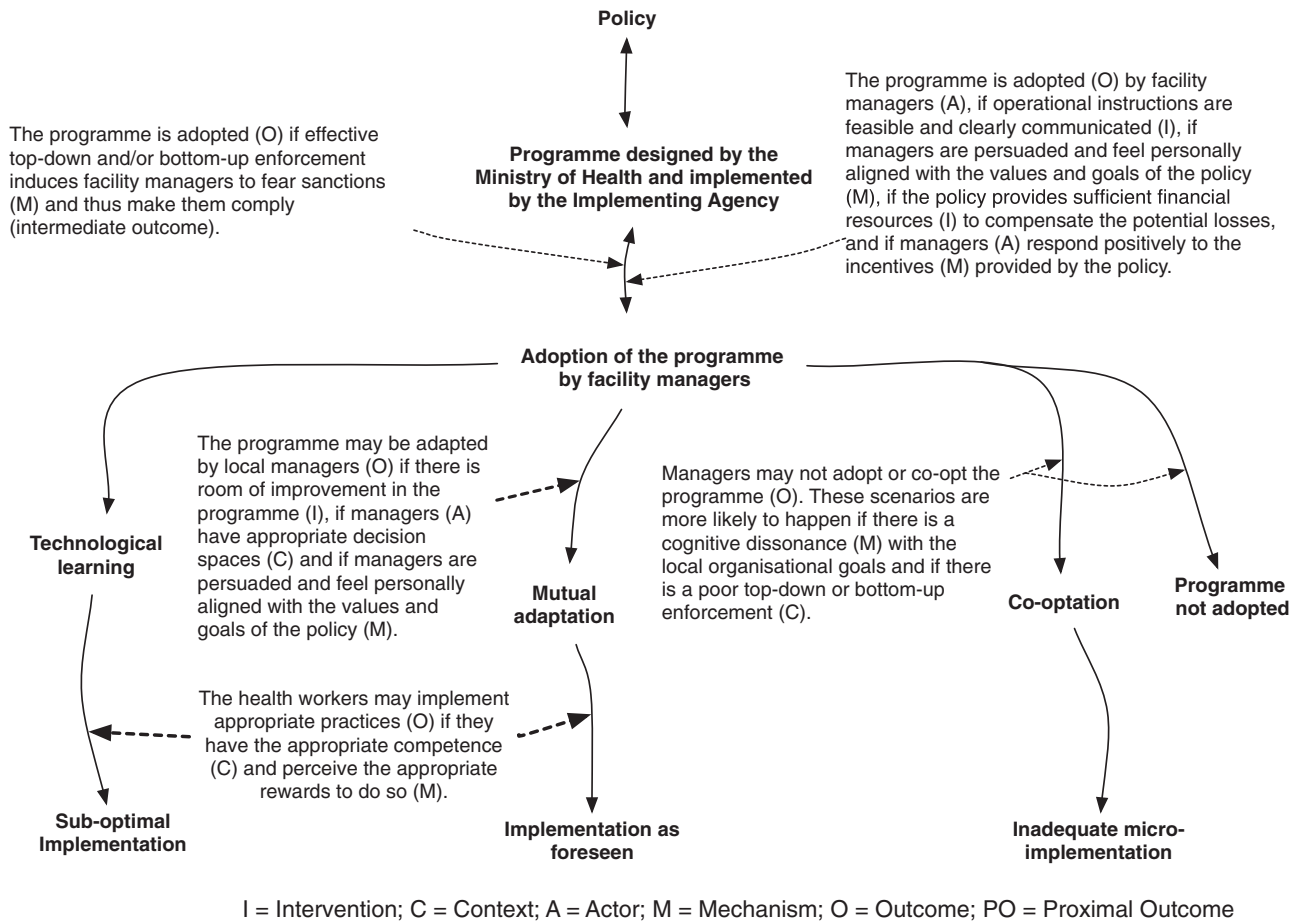 Policy
The programme is adopted (O) if effective
top-down and/or bottom-up enforcement
induces facility managers to fear sanctions
(M) and thus make them comply
(intermediate outcome).
Programme designed by the
Ministry of Health and implemented
by the Implementing Agency
The programme is adopted (O) by facility
managers (A), if operational instructions are
feasible and clearly communicated (I), if
managers are persuaded and feel personally
aligned with the values and goals of the policy
(M), if the policy provides sufficient financial
resources (I) to compensate the potential losses,
and if managers (A) respond positively to the
incentives (M) provided by the policy.
Adoption of the programme
by facility managers
The programme may be adapted
by local managers (O) if there is
room of improvement in the
programme (I), if managers (A)
have appropriate decision
spaces (C) and if managers are
persuaded and feel personally
aligned with the values and
goals of the policy (M).
Managers may not adopt or co-opt the
programme (O). These scenarios are
more likely to happen if there is a
cognitive dissonance (M) with the
local organisational goals and if there
is a poor top-down or bottom-up
enforcement (C).
Technological
learning
Mutual
adaptation
Co-optation
Programme
not adopted
The health workers may implement
appropriate practices (O) if they
have the appropriate competence
(C) and perceive the appropriate
rewards to do so (M).
Sub-optimal
Implementation
Implementation as
foreseen
Inadequate micro-
implementation
I = Intervention; C = Context; A = Actor; M = Mechanism; O = Outcome; PO = Proximal Outcome